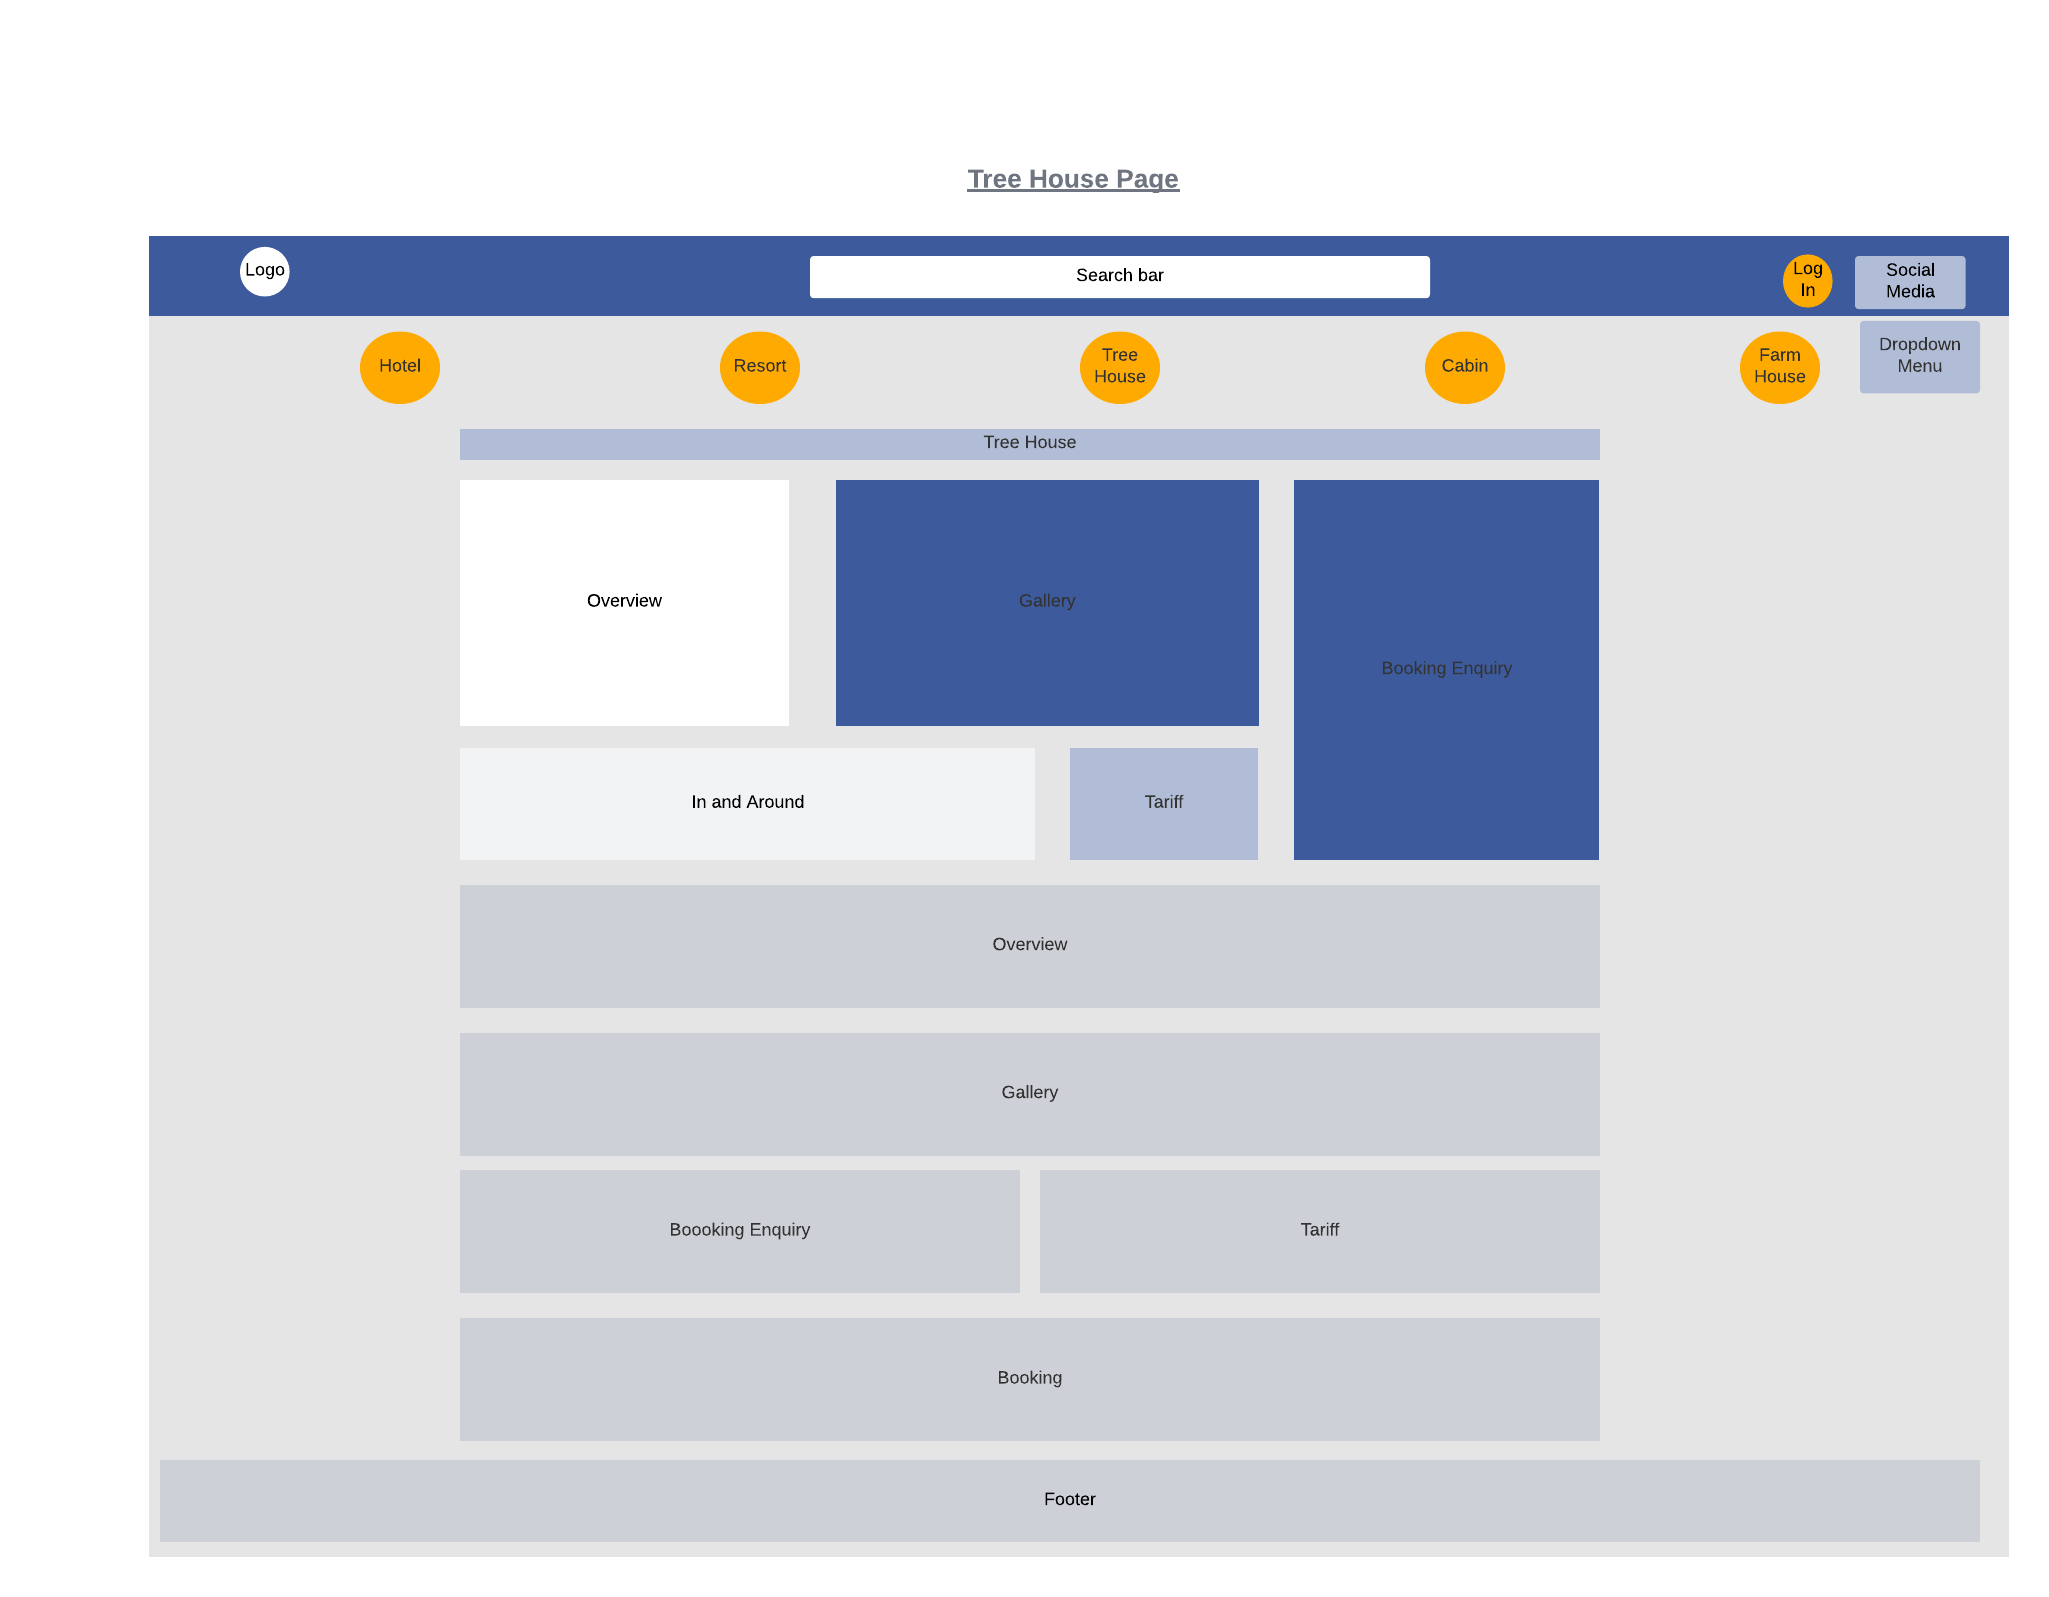 Tree House Page
Logo
Search bar
Log
In
Social
Media
Hotel
Resort
Tree
House
Cabin
Farm
House
Dropdown
Menu
Tree House
Overview
Gallery
Booking Enquiry
In and Around
Tariff
Overview
Gallery
Boooking Enquiry
Tariff
Booking
Footer